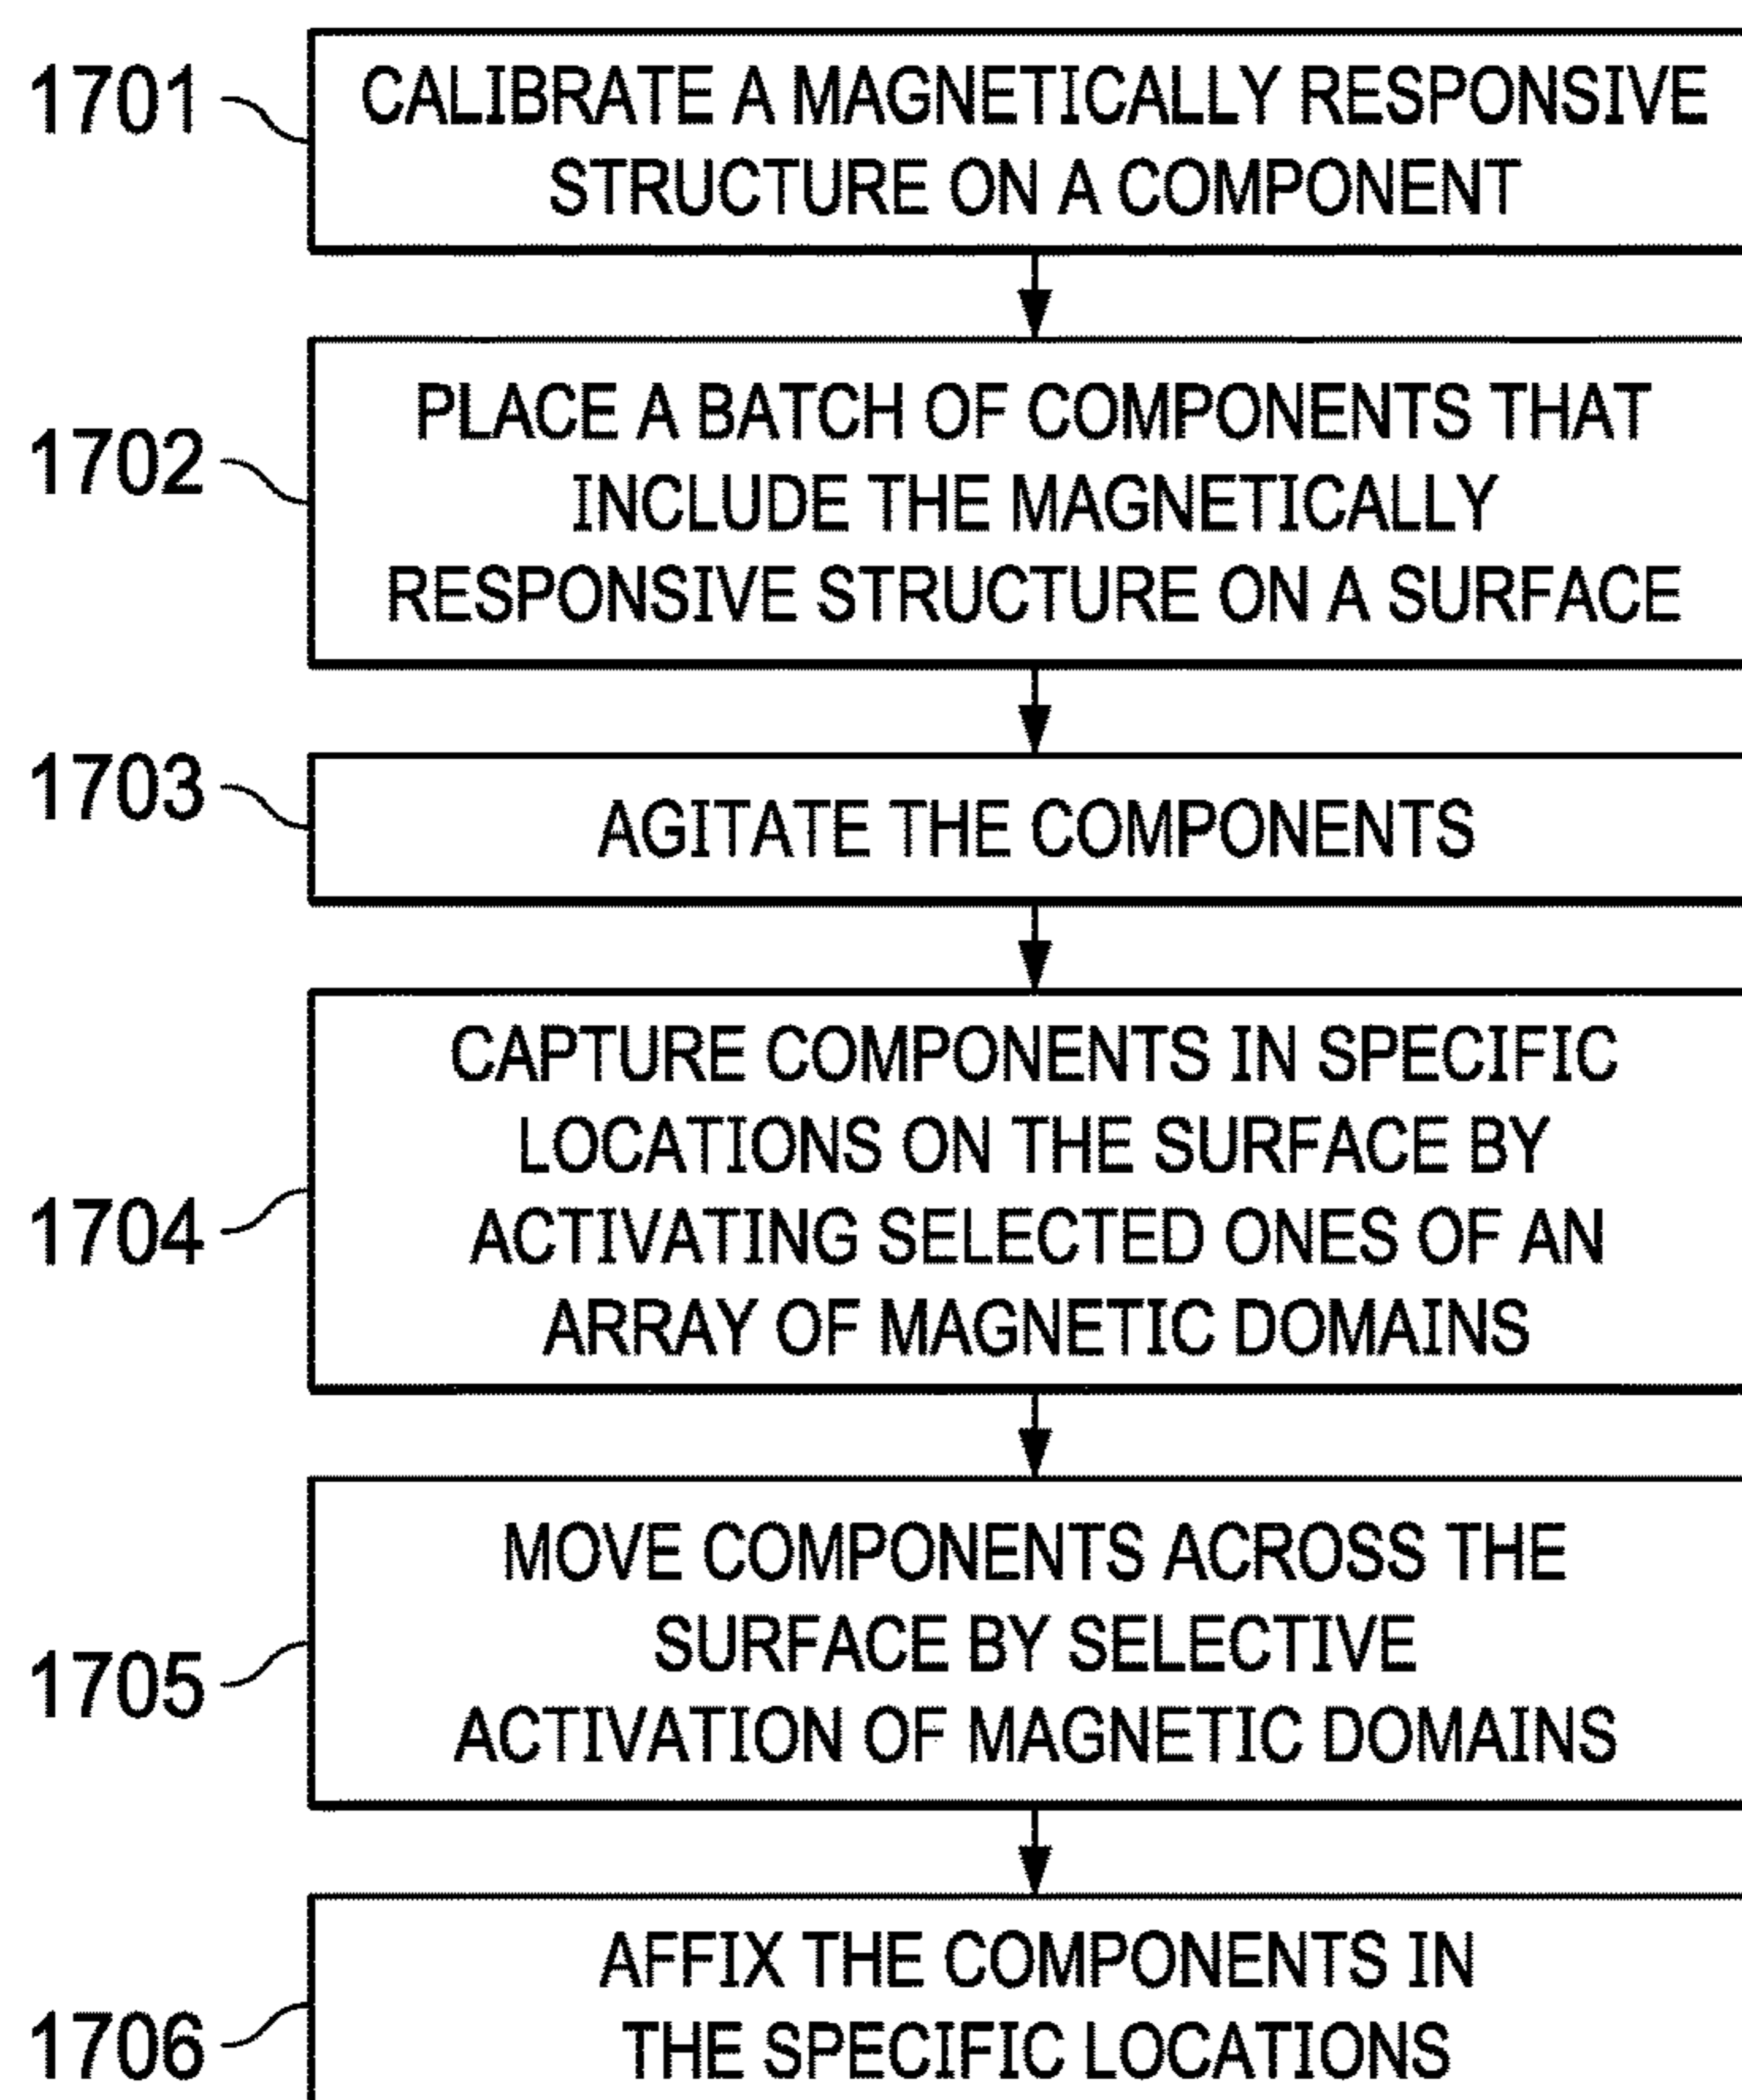 1701
CALIBRATE A MAGNETICALLY RESPONSIVE
STRUCTURE ON A COMPONENT
1702
PLACE A BATCH OF COMPONENTS THAT
INCLUDE THE MAGNETICALLY
RESPONSIVE STRUCTURE ON A SURFACE
1703
AGITATE THE COMPONENTS
1704
CAPTURE COMPONENTS IN SPECIFIC
LOCATIONS ON THE SURFACE BY
ACTIVATING SELECTED ONES OF AN
ARRAY OF MAGNETIC DOMAINS
1705
MOVE COMPONENTS ACROSS THE
SURFACE BY SELECTIVE
ACTIVATION OF MAGNETIC DOMAINS
1706
AFFIX THE COMPONENTS IN
THE SPECIFIC LOCATIONS